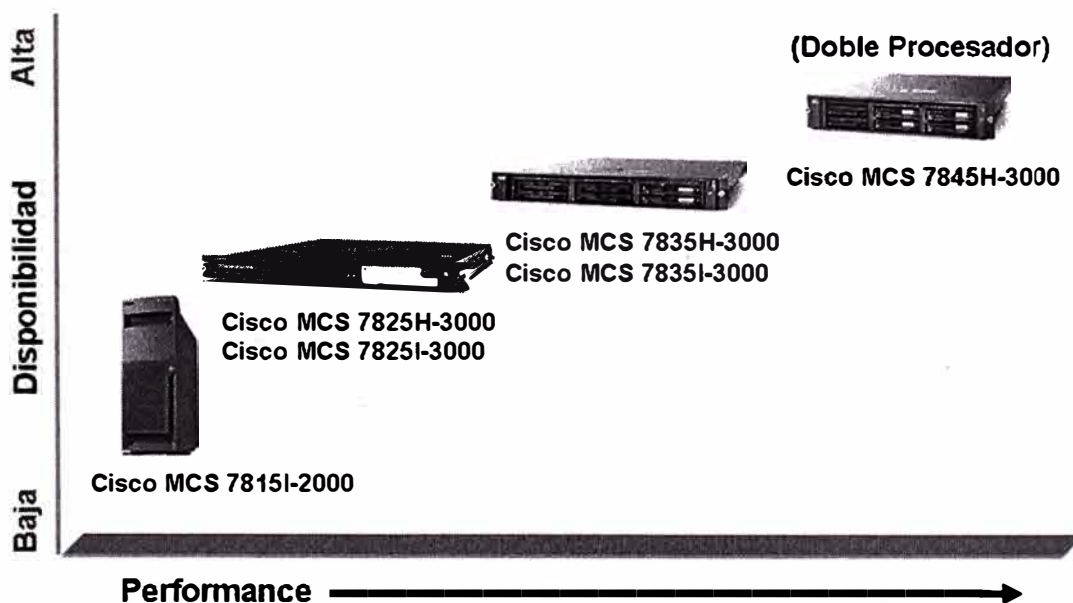 Alta
(Doble Procesador)
Cisco MCS 7845H-3000
Disponibilidad
Cisco MCS 7835H-3000
Cisco MCS 7835I-3000
Cisco MCS 7825H-3000
Cisco MCS 7825I-3000
Cisco MCS 7815I-2000
Baja
Performance